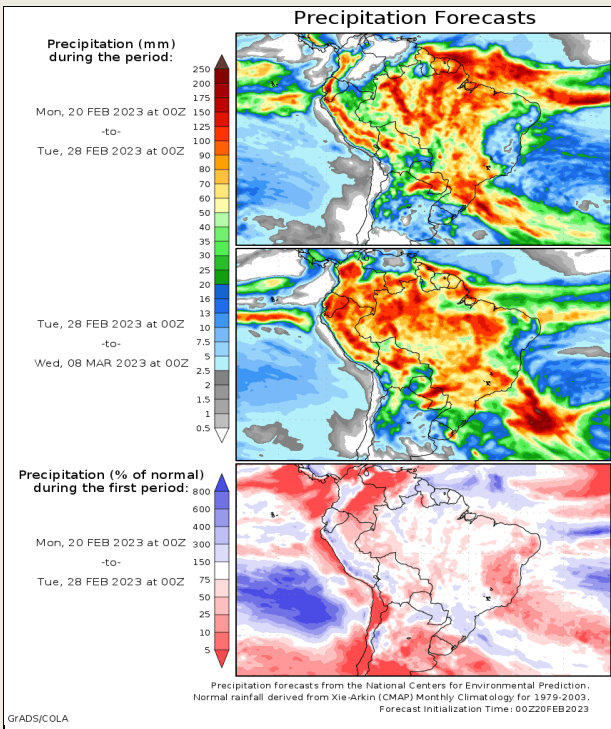 Precipitation Forecasts
Precipitation (mm)
during the period:
Mon, 20 FEB 2023 at 00Z
-to-
Tue, 28 FEB 2023 at 00Z
250
200
175
150
125
100
90
80
70
60
50
40
35
30
25
20
16
13
10
7.5
5
2.5
2
1.5
1
0.5
Tue, 28 FEB 2023 at 00Z
-to-
Wed, 08 MAR 2023 at 00Z
Precipitation (% of normal)
during the first period:
Mon, 20 FEB 2023 at 00Z
-to-
Tue, 28 FEB 2023 at 00Z
800
600
400
300
150
75
50
25
10
5
Precipitation forecasts from the National Centers for Environmental Prediction.
Normal rainfall derived from Xie-Arkin (CMAP) Monthly Climatology for 1979-2003.
Forecast Initialization Time: 00Z20FEB2023
GrADS/COLA